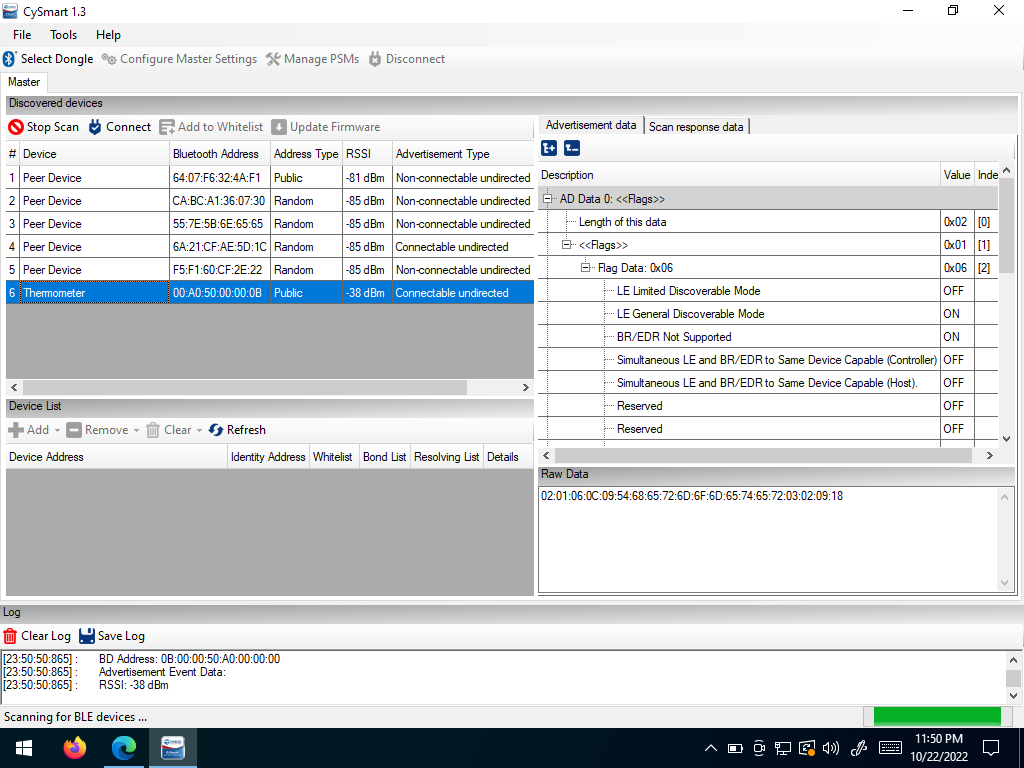 CySmart 1.3
File Tools Help
Select Dongle Configure Master Settings Manage PSMs Disconnect
Master
Discovered devices
Stop Scan Connect Add to Whitelist Update Firmware
# Device Bluetooth Address Address Type RSSI Advertisement Type
1 Peer Device 64:07:F6:32:4A:F1 Public -81 dBm Non-connectable undirected
2 Peer Device CA:BC:A1:36:07:30 Random -85 dBm Non-connectable undirected
3 Peer Device 55:7E:5B:6E:65:65 Random -85 dBm Non-connectable undirected
4 Peer Device 6A:21:CF:AE:5D:1C Random -85 dBm Connectable undirected
5 Peer Device F5:F1:60:CF:2E:22 Random -85 dBm Non-connectable undirected
6 Thermometer 00:A0:50:00:00:0B Public -38 dBm Connectable undirected
Device List
Add Remove Clear Refresh
Device Address Identity Address Whitelist Bond List Resolving List Details
Advertisement data Scan response data
Description Value Inde
AD Data 0: <<Flags>>
Length of this data 0x02 [0]
<<Flags>> 0x01 [1]
Flag Data: 0x06 0x06 [2]
LE Limited Discoverable Mode OFF
LE General Discoverable Mode ON
BR/EDR Not Supported ON
Simultaneous LE and BR/EDR to Same Device Capable (Controller) OFF
Simultaneous LE and BR/EDR to Same Device Capable (Host). OFF
Reserved OFF
Reserved OFF
Raw Data
02:01:06:0C:09:54:68:65:72:6D:6F:6D:65:74:65:72:03:02:09:18
Log
Clear Log Save Log
[23:50:50:865] : BD Address: 0B:00:00:50:A0:00:00:00
[23:50:50:865] : Advertisement Event Data:
[23:50:50:865] : RSSI: -38 dBm
Scanning for BLE devices ...
11:50 PM
10/22/2022